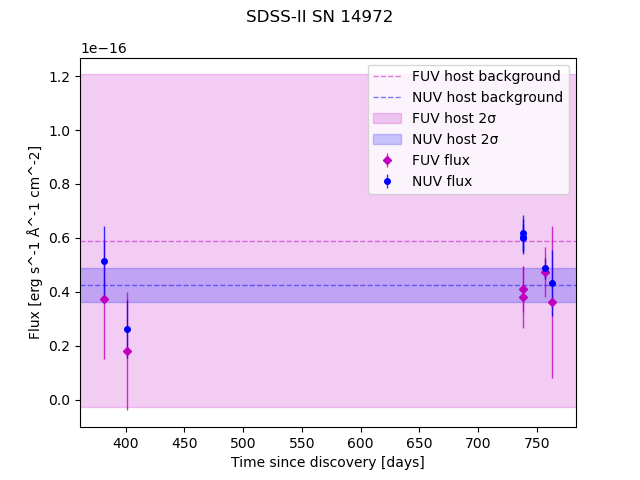 SDSS-II SN 14972
1e−16
FUV host background
NUV host background
FUV host 2σ
NUV host 2σ
FUV flux
NUV flux
1.2
1.0
0.8
0.6
0.4
0.2
0.0
Flux [erg s^-1 Å^-1 cm^-2]
400 450 500 550 600 650 700 750
Time since discovery [days]